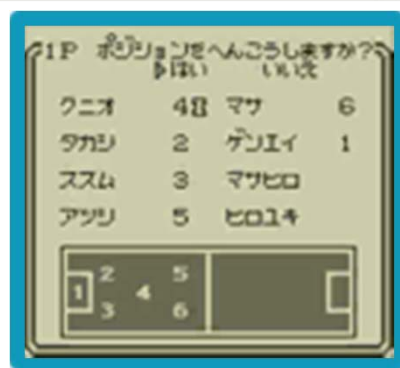 1P ポジションをへんこうしますか?
▶はい いいえ
クニオ 4 マサ 6
タカシ 2 ゲンエイ 1
ススム 3 マサヒロ
アツシ 5 ヒロユキ
2 5
1 4
3 6